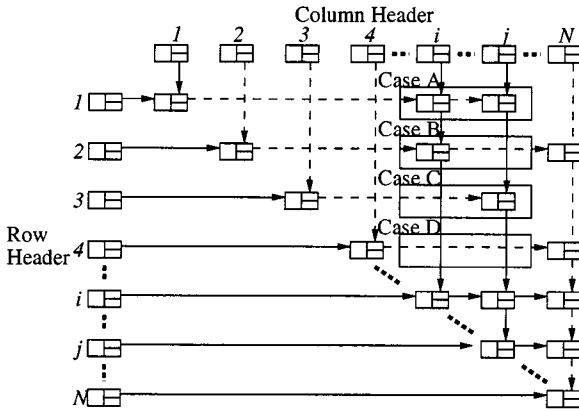 Column Header
1 2 3 4 i j N
Case A
1
Case B
2
Case C
3
Row
Header
Case D
4
i
j
N